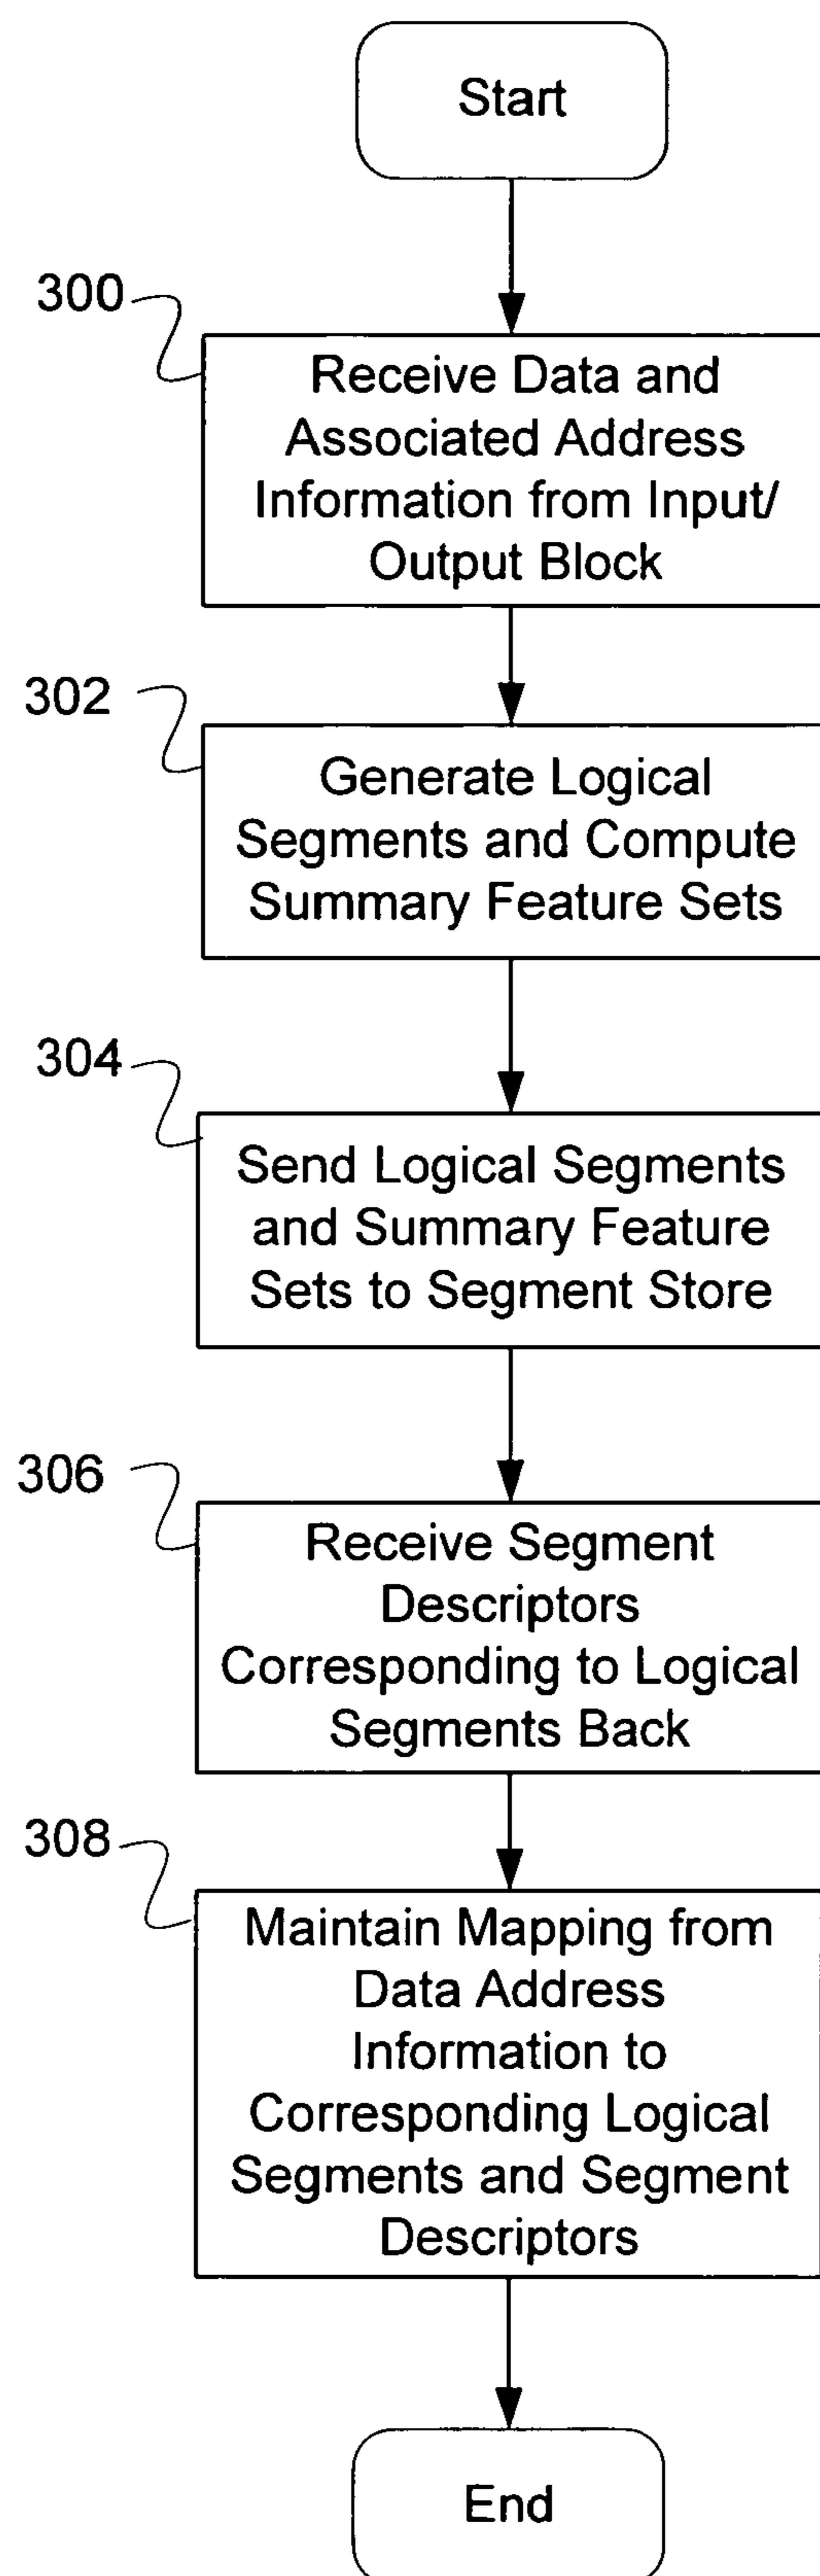 Start
300
Receive Data and
Associated Address
Information from Input/
Output Block
302
Generate Logical
Segments and Compute
Summary Feature Sets
304
Send Logical Segments
and Summary Feature
Sets to Segment Store
306
Receive Segment
Descriptors
Corresponding to Logical
Segments Back
308
Maintain Mapping from
Data Address
Information to
Corresponding Logical
Segments and Segment
Descriptors
End